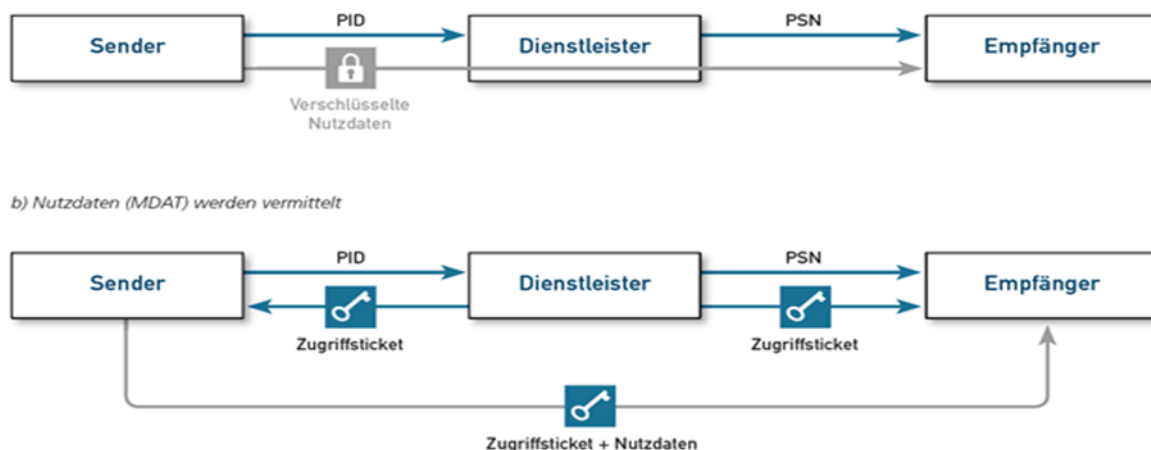 PID
PSN
Sender
Dienstleister
Empfänger
Verschlüsselte
Nutzdaten
b) Nutzdaten (MDAT) werden vermittelt
PID
PSN
Sender
Dienstleister
Empfänger
Zugriffsticket
Zugriffsticket
Zugriffsticket + Nutzdaten